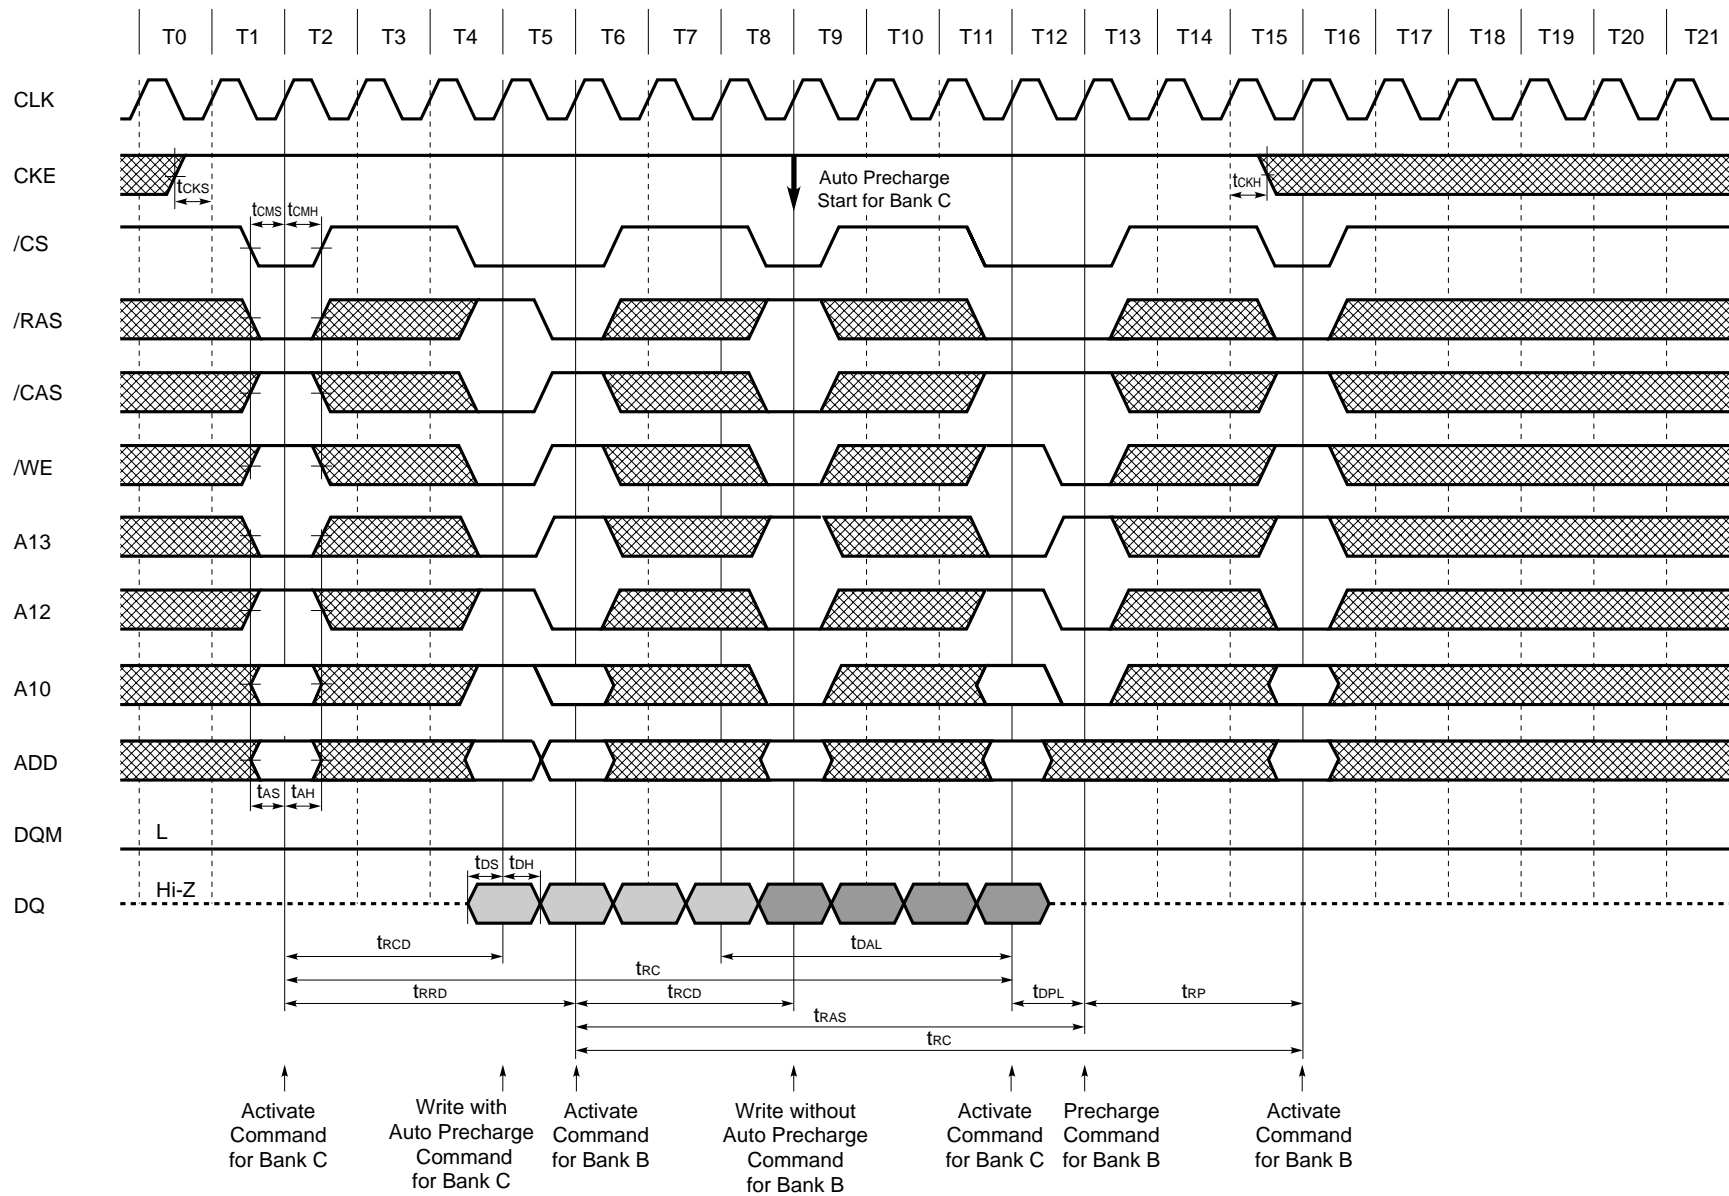 T0 T1 T2 T3 T4 T5 T6 T7 T8 T9 T10 T11 T12 T13 T14 T15 T16 T17 T18 T19 T20 T21
CLK
CKE
tCKS
Auto Precharge
Start for Bank C
tCKH
tCMS tCMH
/CS
/RAS
/CAS
/WE
A13
A12
A10
ADD
tAS tAH
DQM L
tDS tDH
DQ Hi-Z
tRCD tDAL
tRC
tRRD tRCD tDPL tRP
tRAS
tRC
Activate
Command
for Bank C
Write with
Auto Precharge
Command
for Bank C
Activate
Command
for Bank B
Write without
Auto Precharge
Command
for Bank B
Activate
Command
for Bank C
Precharge
Command
for Bank B
Activate
Command
for Bank B